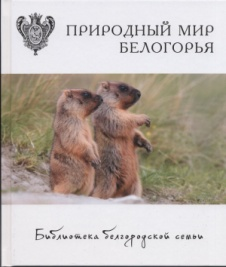 ПРИРОДНЫЙ МИР
БЕЛОГОРЬЯ
Библиотека белгородской семьи